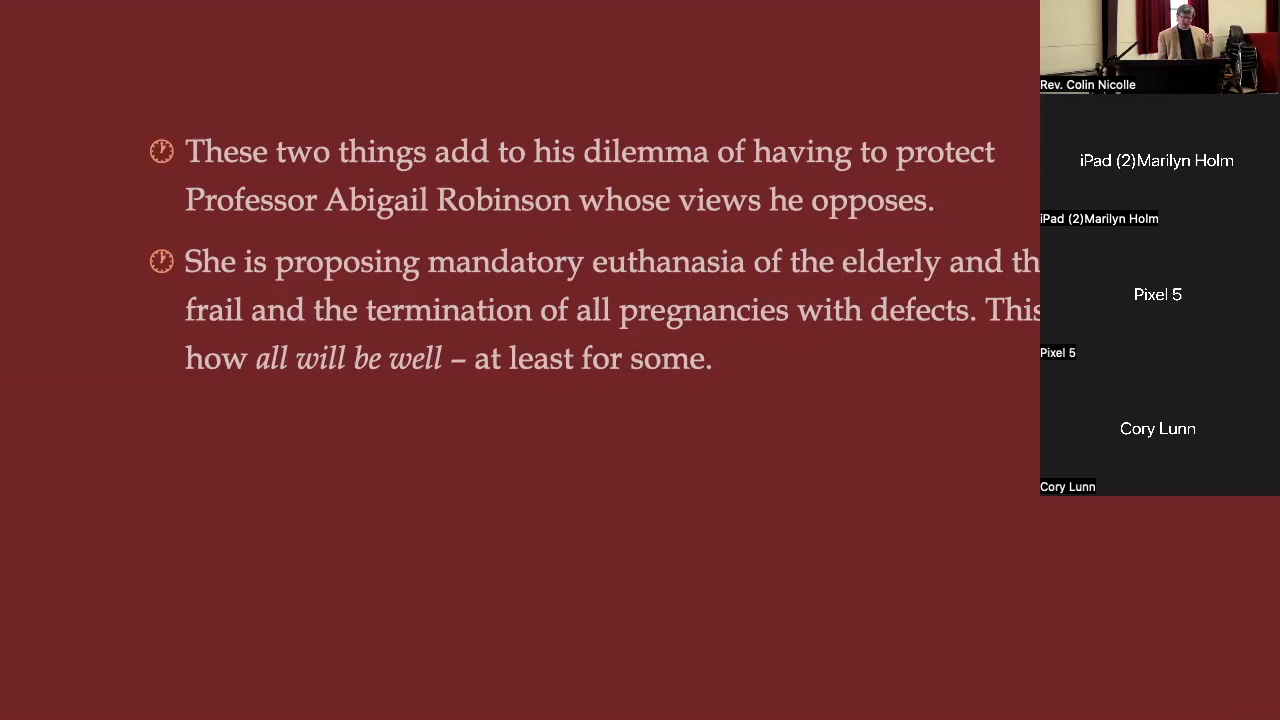 These two things add to his dilemma of having to protect
Professor Abigail Robinson whose views he opposes.
She is proposing mandatory euthanasia of the elderly and th
frail and the termination of all pregnancies with defects. This
how all will be well – at least for some.
Rev. Colin Nicolle
iPad (2)Marilyn Holm
iPad (2)Marilyn Holm
Pixel 5
Pixel 5
Cory Lunn
Cory Lunn